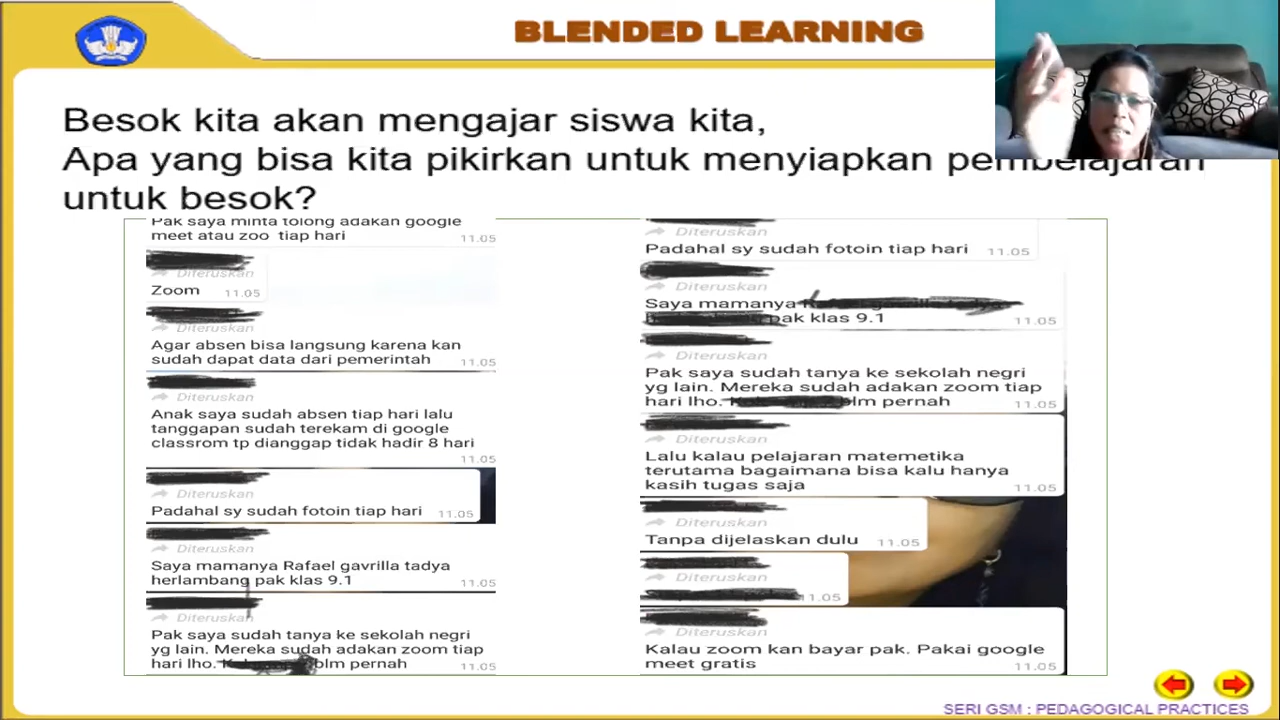 BLENDED LEARNING
Besok kita akan mengajar siswa kita,
Apa yang bisa kita pikirkan untuk menyiapkan pembelajaran
untuk besok?
Pak saya minta tolong adakan google
meet atau zoo tiap hari
11.05
Diteruskan
Zoom 11.05
Diteruskan
Agar absen bisa langsung karena kan
sudah dapat data dari pemerintah 11.05
Diteruskan
Anak saya sudah absen tiap hari lalu
tanggapan sudah terekam di google
classrom tp dianggap tidak hadir 8 hari
11.05
Diteruskan
Padahal sy sudah fotoin tiap hari 11.05
Diteruskan
Saya mamanya Rafael gavrilla tadya
herlambang pak klas 9.1 11.05
Diteruskan
Pak saya sudah tanya ke sekolah negri
yg lain. Mereka sudah adakan zoom tiap
hari lho. blm pernah 11.05
Diteruskan
Padahal sy sudah fotoin tiap hari 11.05
Diteruskan
Saya mamanya
pak klas 9.1 11.05
Diteruskan
Pak saya sudah tanya ke sekolah negri
yg lain. Mereka sudah adakan zoom tiap
hari lho. blm pernah 11.05
Diteruskan
Lalu kalau pelajaran matemetika
terutama bagaimana bisa kalu hanya
kasih tugas saja 11.05
Diteruskan
Tanpa dijelaskan dulu 11.05
Diteruskan
11.05
Diteruskan
Kalau zoom kan bayar pak. Pakai google
meet gratis 11.05
SERI GSM : PEDAGOGICAL PRACTICES